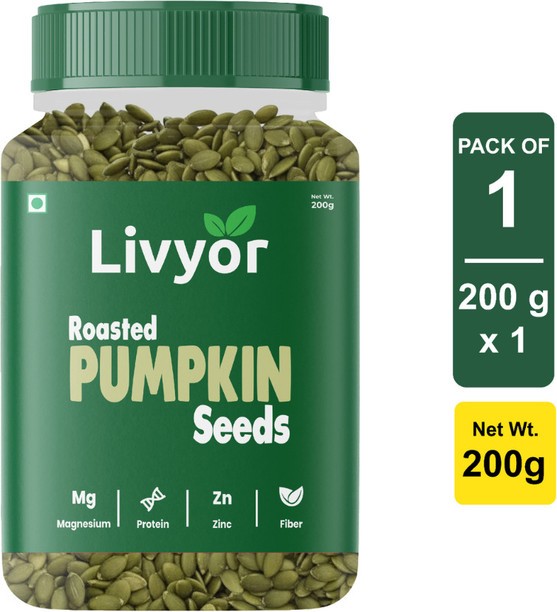 Net Wt.
200g
Livyor
Roasted
PUMPKIN
Seeds
Mg
Magnesium
Protein
Zn
Zinc
Fiber
PACK OF
1
200 g
x 1
Net Wt.
200g